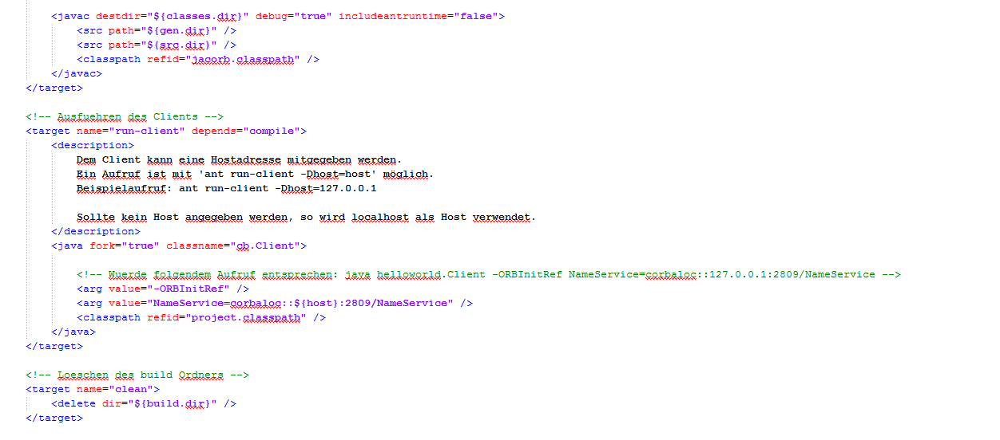 <javac destdir="${classes.dir}" debug="true" includeantruntime="false">
<src path="${gen.dir}" />
<src path="${src.dir}" />
<classpath refid="jacorb.classpath" />
</javac>
</target>
<!-- Ausfuehren des Clients -->
<target name="run-client" depends="compile">
<description>
Dem Client kann eine Hostadresse mitgegeben werden.
Ein Aufruf ist mit 'ant run-client -Dhost=host' möglich.
Beispielaufruf: ant run-client -Dhost=127.0.0.1
Sollte kein Host angegeben werden, so wird localhost als Host verwendet.
</description>
<java fork="true" classname="cb.Client">
<!-- Wuerde folgendem Aufruf entsprechen: java helloworld.Client -ORBInitRef NameService=corbaloc::127.0.0.1:2809/NameService -->
<arg value="-ORBInitRef" />
<arg value="NameService=corbaloc::${host}:2809/NameService" />
<classpath refid="project.classpath" />
</java>
</target>
<!-- Loeschen des build Ordners -->
<target name="clean">
<delete dir="${build.dir}" />
</target>